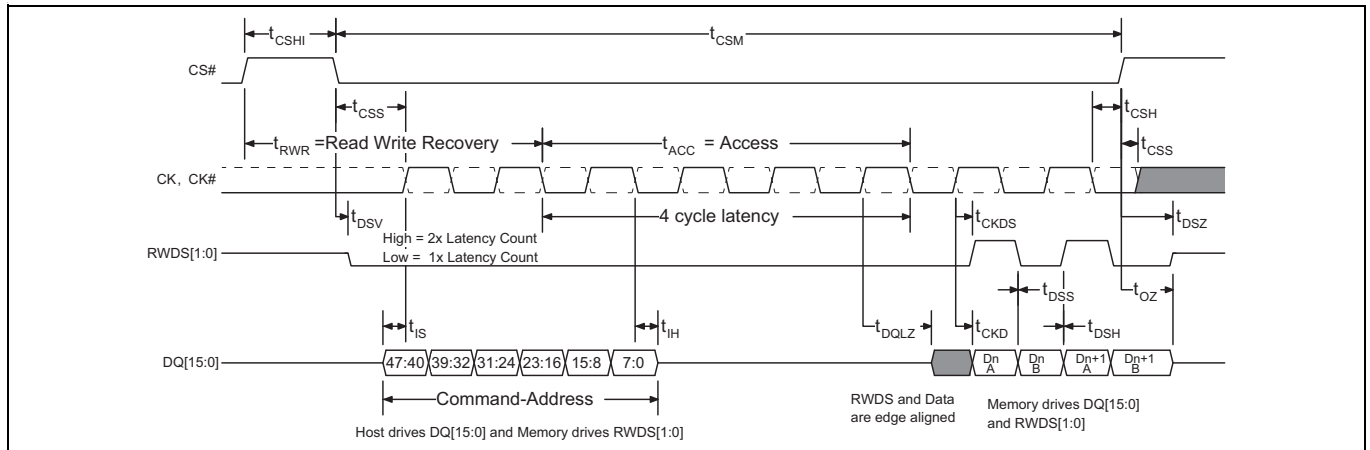 tCSHI
tCSM
CS#
tCSS
tCSH
tRWR =Read Write Recovery
tACC = Access
tCSS
CK, CK#
tDSV
4 cycle latency
tCKDS
tDSZ
High = 2x Latency Count
Low = 1x Latency Count
RWDS[1:0]
tDSS
tOZ
tIS
tIH
tDQLZ
tCKD
tDSH
DQ[15:0]
47:40 39:32 31:24 23:16 15:8 7:0
Dn A Dn B Dn+1 A Dn+1 B
Command-Address
RWDS and Data
are edge aligned
Memory drives DQ[15:0]
and RWDS[1:0]
Host drives DQ[15:0] and Memory drives RWDS[1:0]